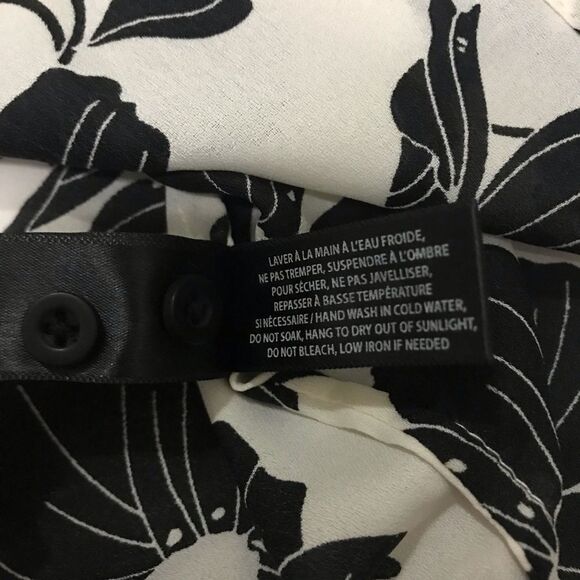 LAVER À LA MAIN À L'EAU FROIDE,
NE PAS TREMPER, SUSPENDRE À L'OMBRE
POUR SÉCHER, NE PAS JAVELLISER,
REPASSER À BASSE TEMPÉRATURE
SI NÉCESSAIRE / HAND WASH IN COLD WATER,
DO NOT SOAK, HANG TO DRY OUT OF SUNLIGHT,
DO NOT BLEACH, LOW IRON IF NEEDED